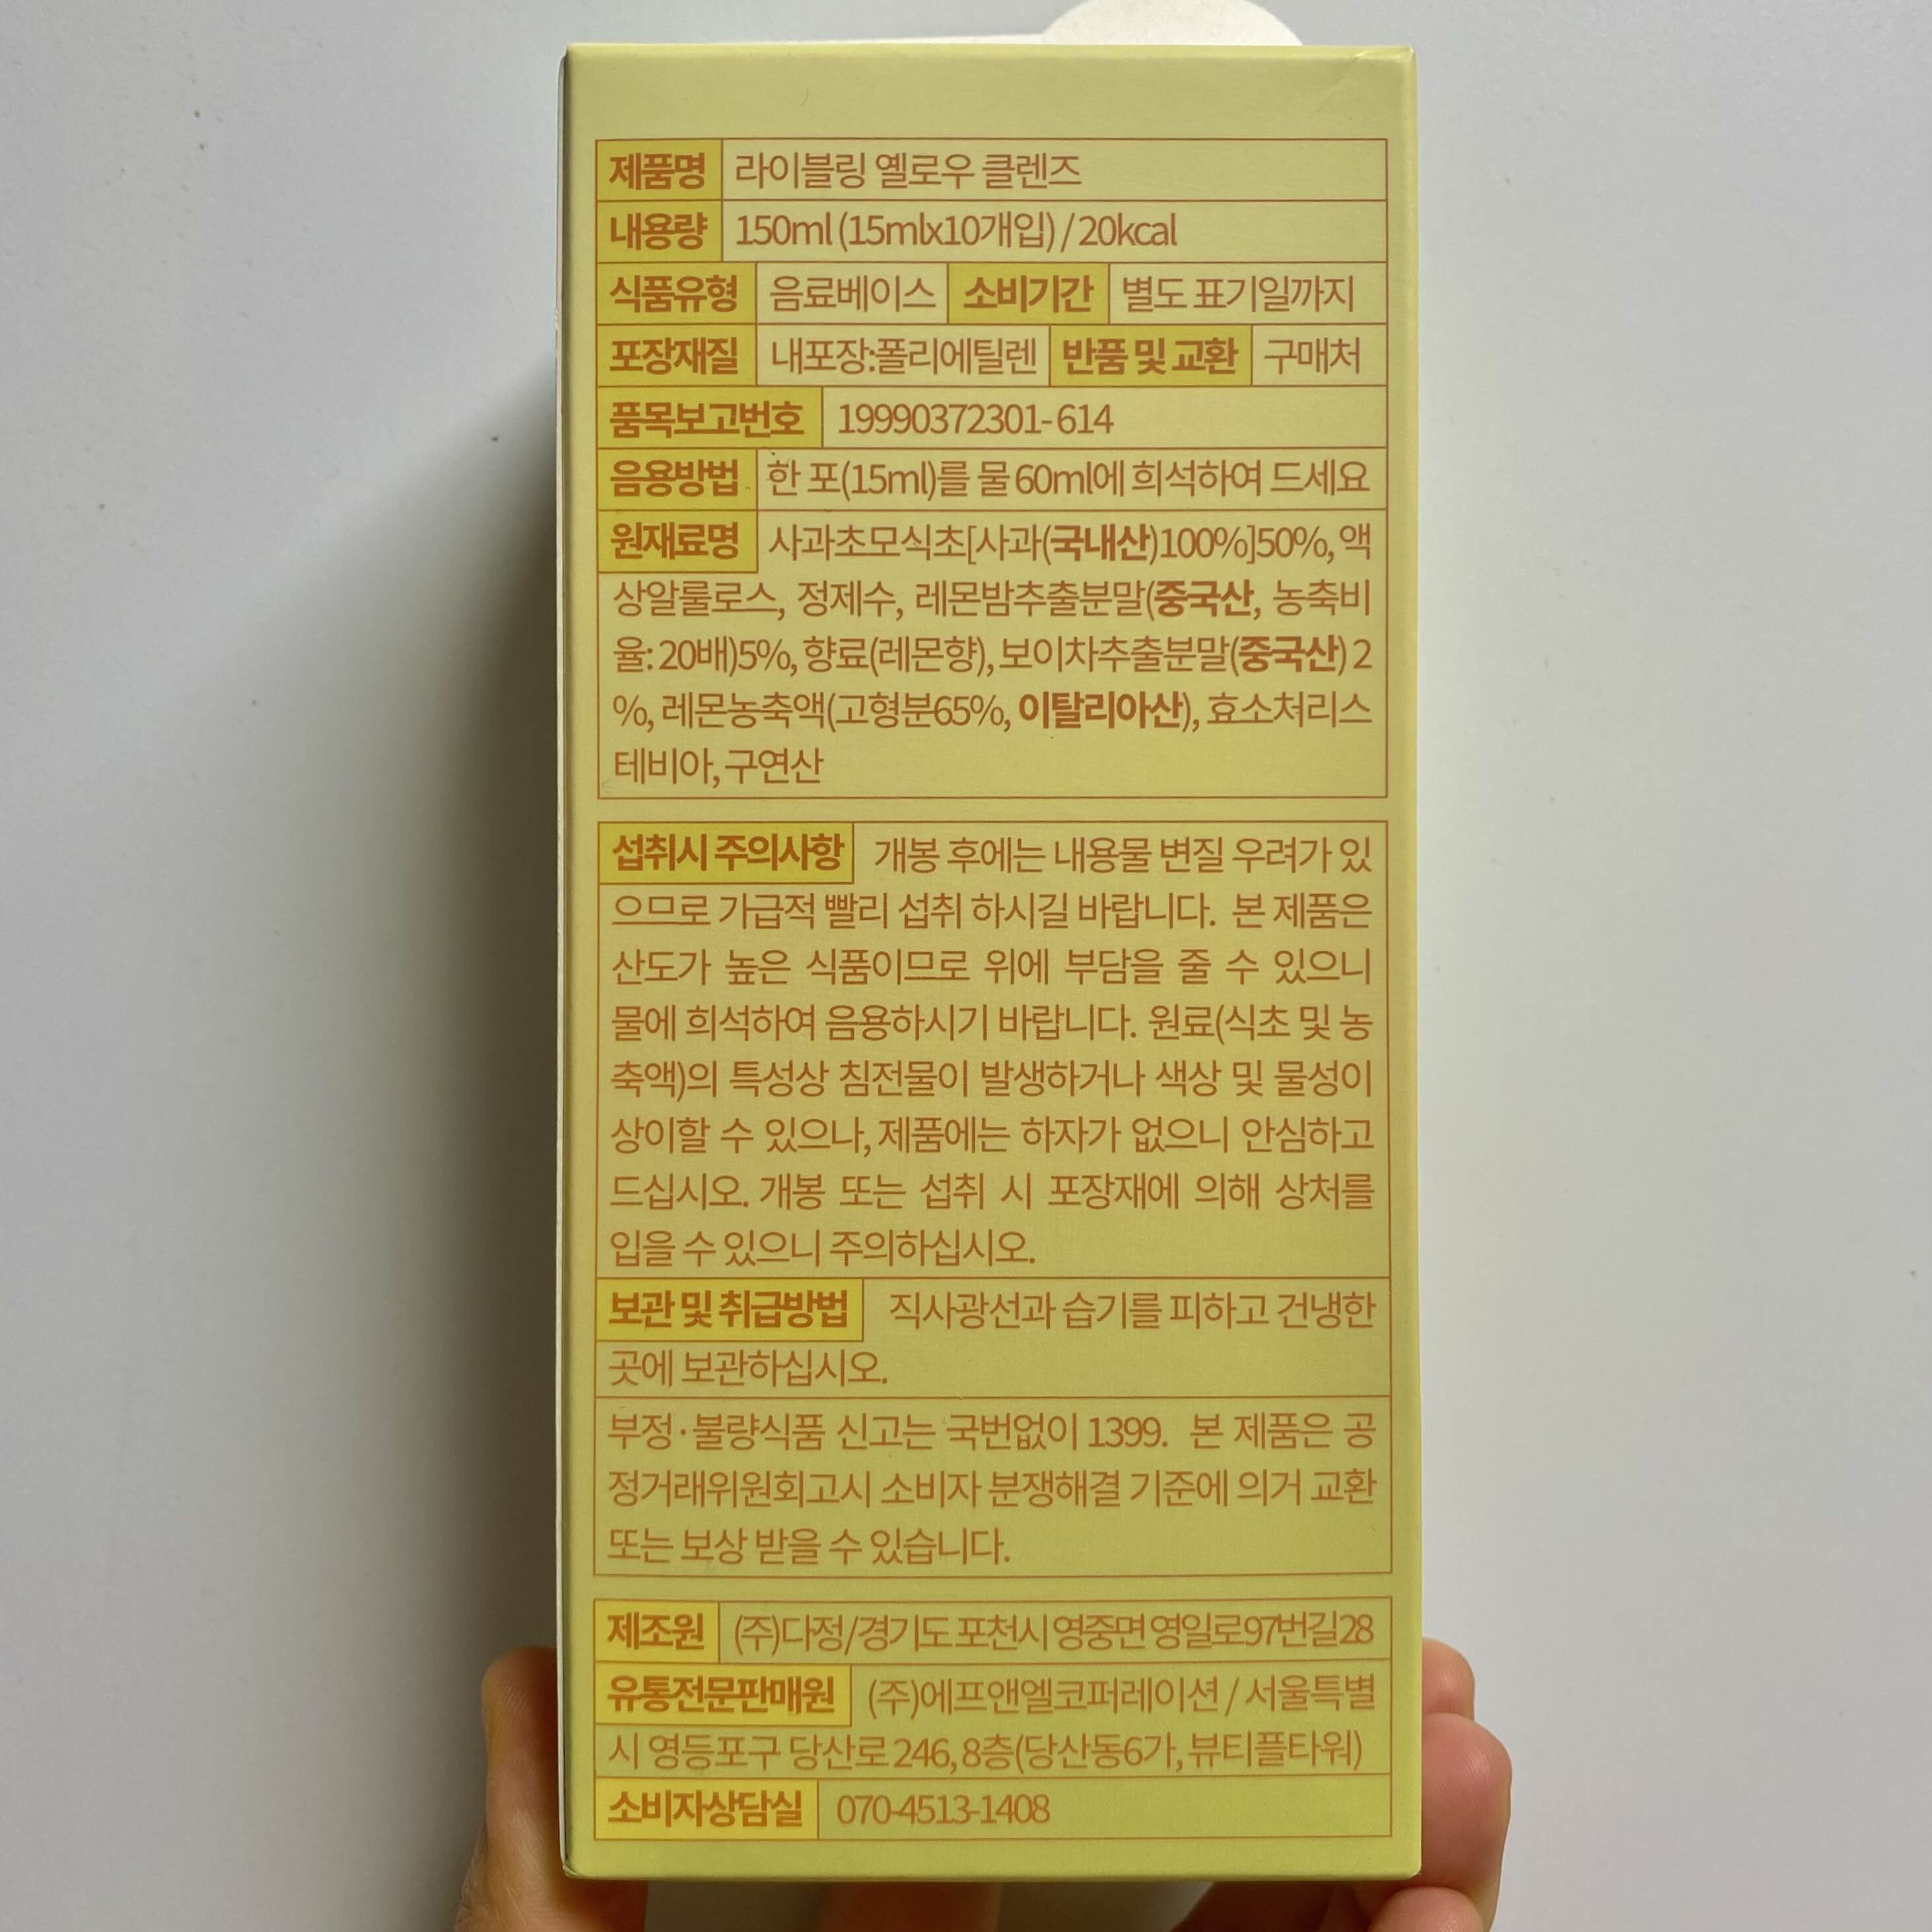 제품명 라이블링 옐로우 클렌즈
내용량 150ml (15mlx10개입) / 20kcal
식품유형 음료베이스 소비기간 별도 표기일까지
포장재질 내포장:폴리에틸렌 반품 및 교환 구매처
품목보고번호 19990372301-614
음용방법 한 포(15ml)를 물 60ml에 희석하여 드세요
원재료명 사과초모식초[사과(국내산)100%]50%, 액
상알룰로스, 정제수, 레몬밤추출분말(중국산, 농축비
율: 20배)5%, 향료(레몬향), 보이차추출분말(중국산) 2
%, 레몬농축액(고형분65%, 이탈리아산), 효소쳐리스
테비아, 구연산
섭취시 주의사항 개봉 후에는 내용물 변질 우려가 있
으므로 가급적 빨리 섭취 하시길 바랍니다. 본 제품은
산도가 높은 식품이므로 위에 부담을 줄 수 있으니
물에 희석하여 음용하시기 바랍니다. 원료(식초 및 농
축액)의 특성상 침전물이 발생하거나 색상 및 물성이
상이할 수 있으나, 제품에는 하자가 없으니 안심하고
드십시오. 개봉 또는 섭취 시 포장재에 의해 상처를
입을 수 있으니 주의하십시오.
보관 및 취급방법 직사광선과 습기를 피하고 건냉한
곳에 보관하십시오.
부정·불량식품 신고는 국번없이 1399. 본 제품은 공
정거래위원회고시 소비자 분쟁해결 기준에 의거 교환
또는 보상 받을 수 있습니다.
제조원 (주)다정/경기도 포천시 영중면 영일로97번길28
유통전문판매원 (주)에프앤엘코퍼레이션 / 서울특별
시 영등포구 당산로 246, 8층(당산동6가, 뷰티플타워)
소비자상담실 070-4513-1408